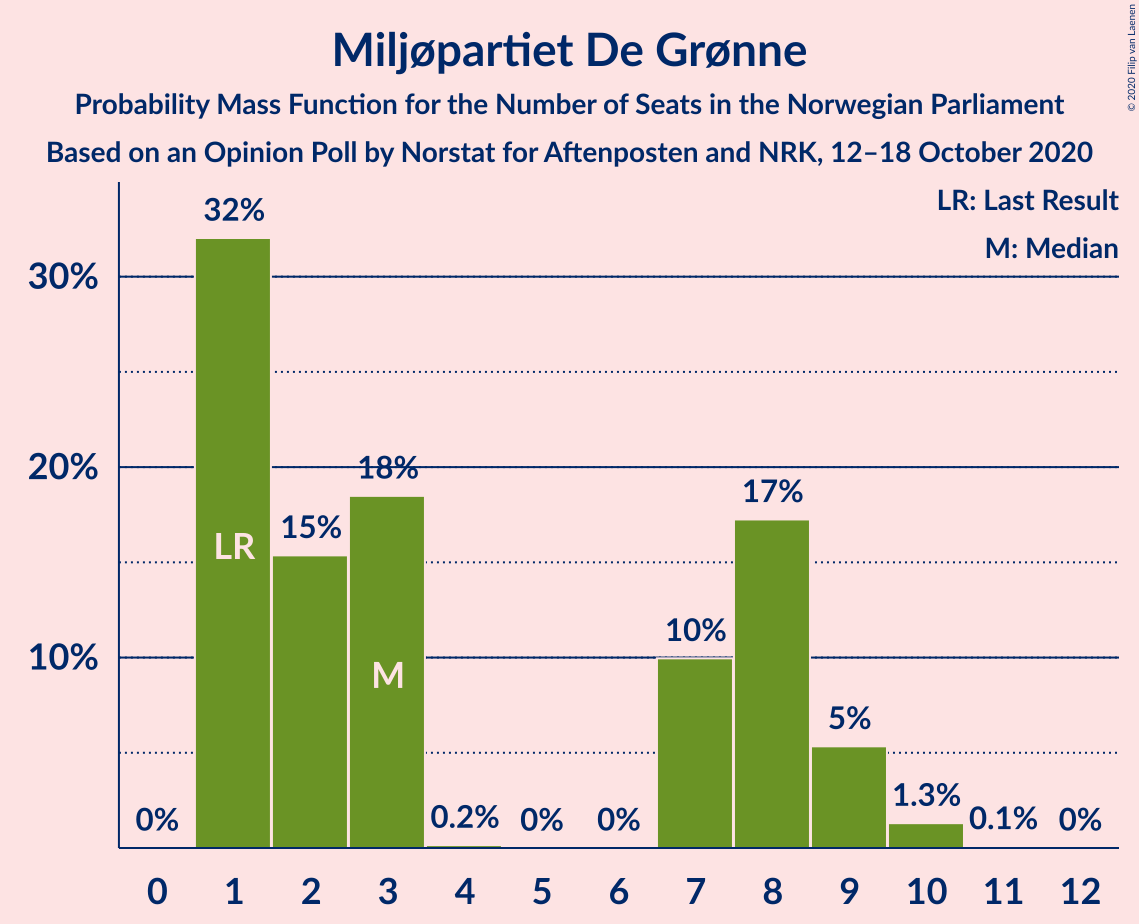 Miljøpartiet De Grønne
Probability Mass Function for the Number of Seats in the Norwegian Parliament
Based on an Opinion Poll by Norstat for Aftenposten and NRK, 12–18 October 2020
© 2020 Filip van Laenen
LR: Last Result
M: Median
30%
20%
10%
0%
32%
15%
18%
0.2%
0%
0%
10%
17%
5%
1.3%
0.1%
0%
LR
M
0 1 2 3 4 5 6 7 8 9 10 11 12